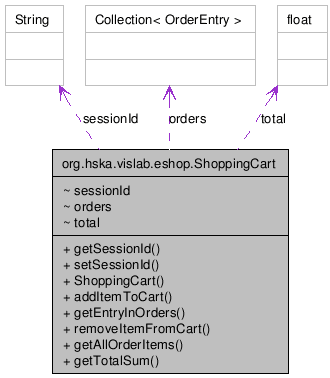 String
Collection< OrderEntry >
float
sessionId
orders
total
org.hska.vislab.eshop.ShoppingCart
~ sessionId
~ orders
~ total
+ getSessionId()
+ setSessionId()
+ ShoppingCart()
+ addItemToCart()
+ getEntryInOrders()
+ removeItemFromCart()
+ getAllOrderItems()
+ getTotalSum()